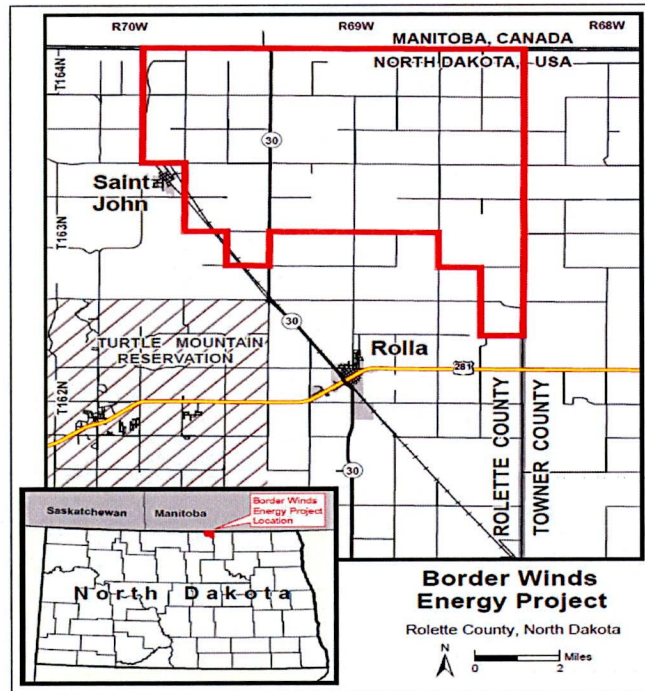 R70W
R69W
R68W
MANITOBA, CANADA
NORTH DAKOTA, USA
T164N
30
Saint
John
T163N
30
TURTLE MOUNTAIN
RESERVATION
Rolla
281
T162N
ROLETTE COUNTY
TOWNER COUNTY
30
Saskatchewan
Manitoba
Border Winds
Energy Project
Location
North Dakota
Border Winds
Energy Project
Rolette County, North Dakota
N
0 2 Miles